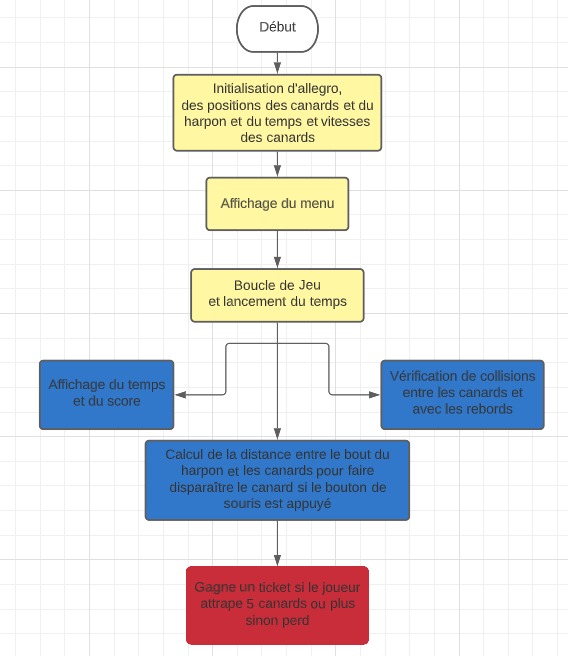 Début
Initialisation d'allegro,
des positions des canards et du
harpon et du temps et vitesses
des canards
Affichage du menu
Boucle de Jeu
et lancement du temps
Affichage du temps
et du score
Vérification de collisions
entre les canards et
avec les rebords
Calcul de la distance entre le bout du
harpon et les canards pour faire
disparaître le canard si le bouton de
souris est appuyé
Gagne un ticket si le joueur
attrape 5 canards ou plus
sinon perd